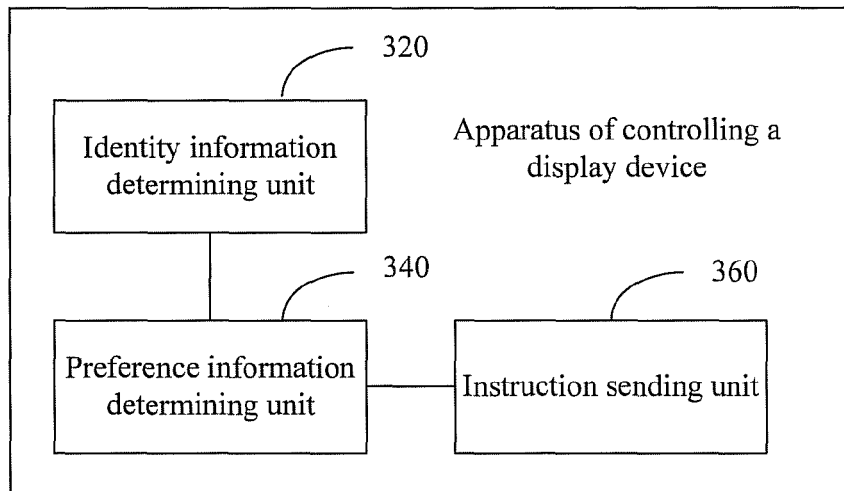 320
Identity information
determining unit
Apparatus of controlling a
display device
340
Preference information
determining unit
360
Instruction sending unit